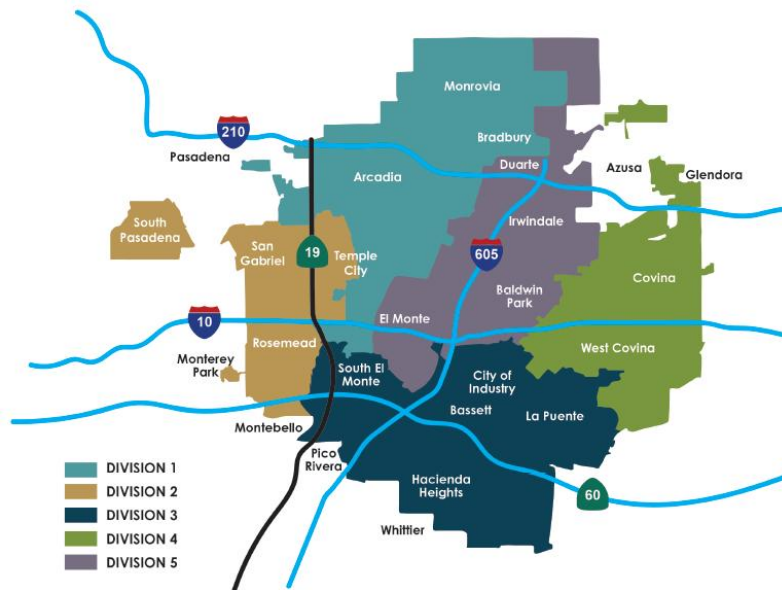 Monrovia
210
Bradbury
Pasadena
Duarte
Azusa
Glendora
Arcadia
South
Pasadena
Irwindale
San
Gabriel
19
Temple
City
605
Covina
Baldwin
Park
10
El Monte
Rosemead
West Covina
Monterey
Park
South El
Monte
City of
Industry
Bassett
La Puente
Montebello
Pico
Rivera
Hacienda
Heights
60
Whittier
DIVISION 1
DIVISION 2
DIVISION 3
DIVISION 4
DIVISION 5